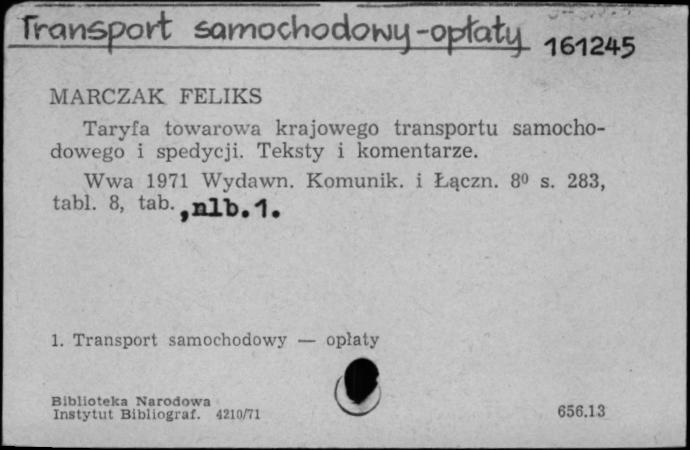 Transport samochodowy-opłaty 161245
MARCZAK FELIKS
Taryfa towarowa krajowego transportu samocho-
dowego i spedycji. Teksty i komentarze.
Wwa 1971 Wydawn. Komunik. i Łączn. 8⁰ s. 283,
tabl. 8, tab., nlb. 1.
1. Transport samochodowy — opłaty
Biblioteka Narodowa
Instytut Bibliograf. 4210/71 656.13